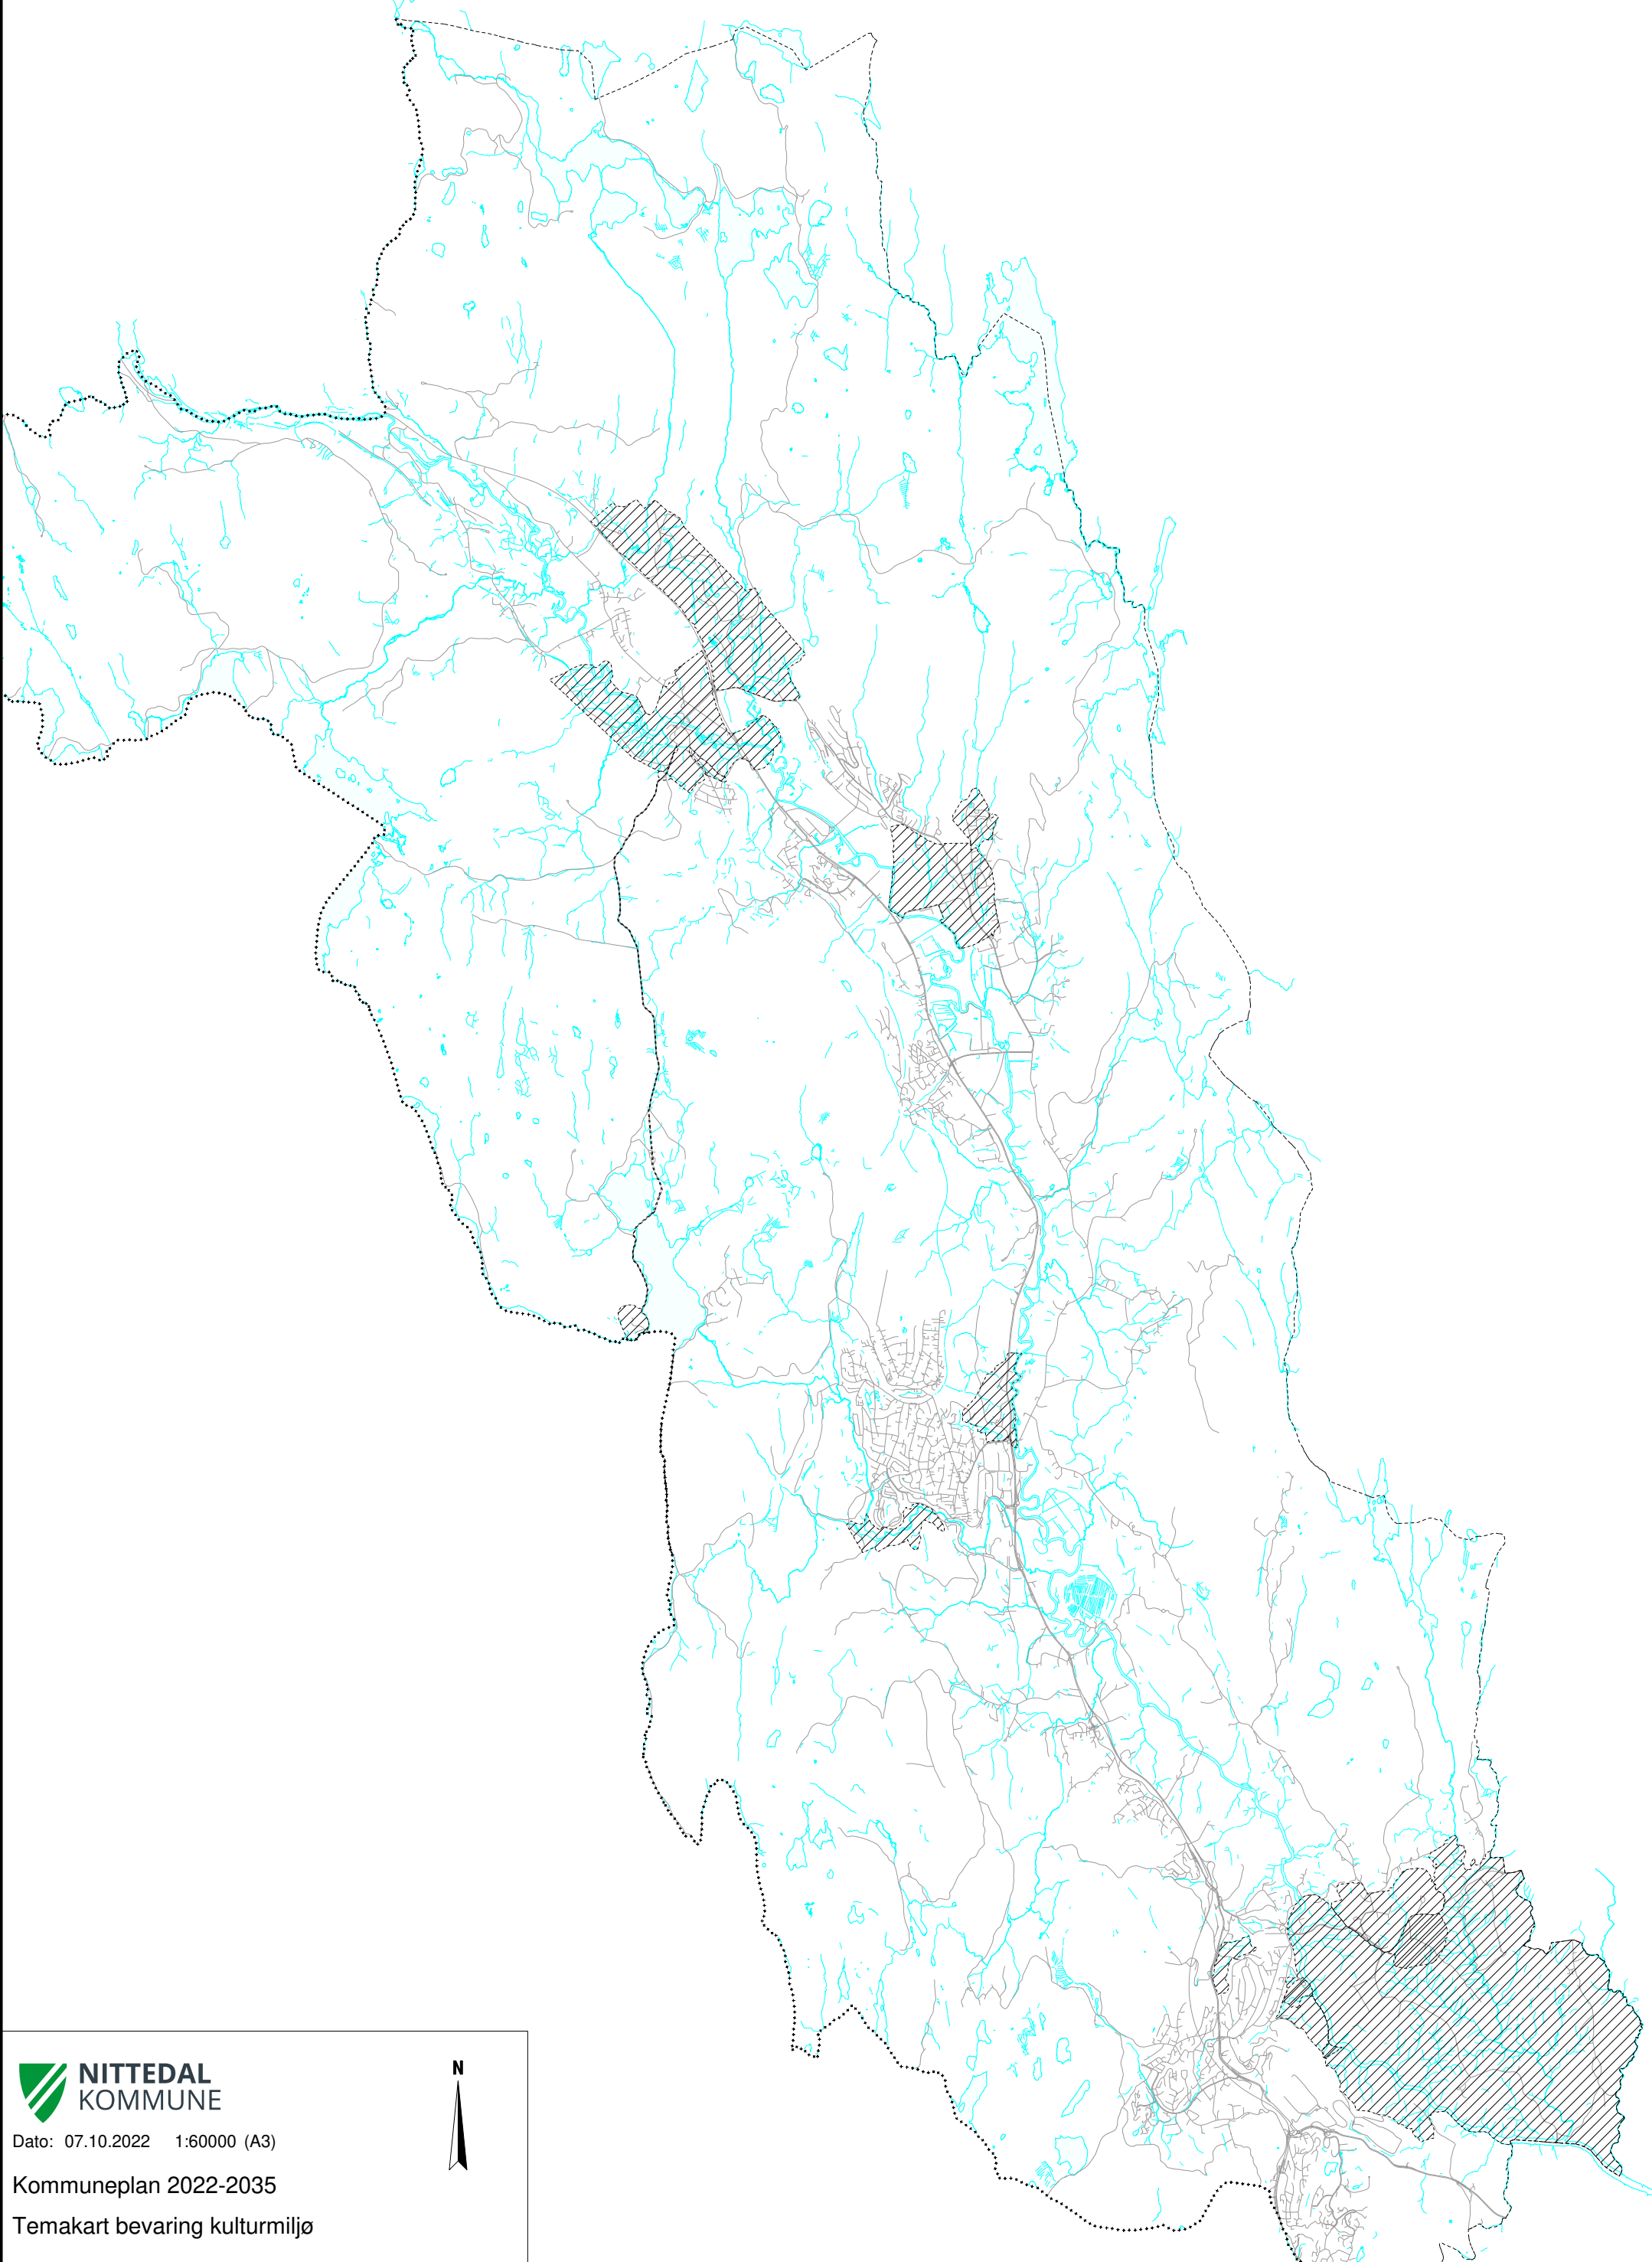 N
NITTEDAL
KOMMUNE
Dato: 07.10.2022 1:60000 (A3)
Kommuneplan 2022-2035
Temakart bevaring kulturmiljø